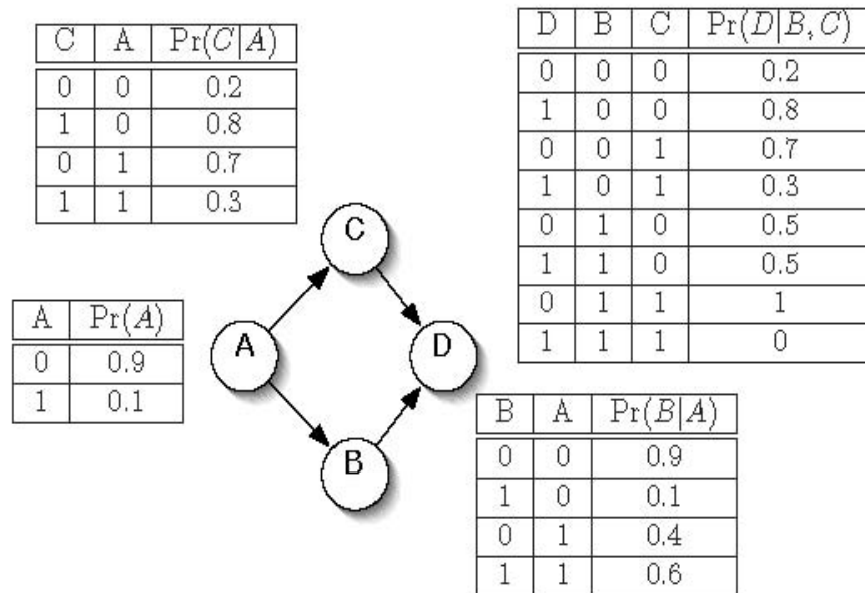 C A Pr(C|A)
0 0 0.2
1 0 0.8
0 1 0.7
1 1 0.3
D B C Pr(D|B,C)
0 0 0 0.2
1 0 0 0.8
0 0 1 0.7
1 0 1 0.3
0 1 0 0.5
1 1 0 0.5
0 1 1 1
1 1 1 0
A Pr(A)
0 0.9
1 0.1
C
A
D
B
B A Pr(B|A)
0 0 0.9
1 0 0.1
0 1 0.4
1 1 0.6